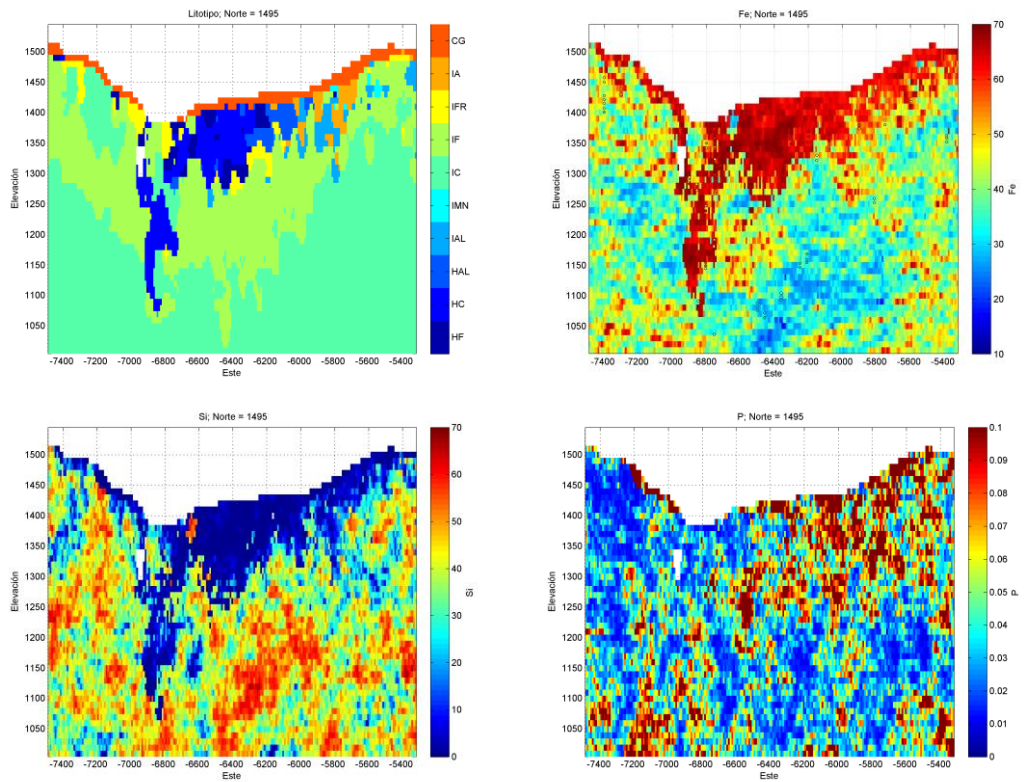 Litotipo; Norte = 1495
1500
1450
1400
1350
1300
1250
1200
1150
1100
1050
Elevación
-7400 -7200 -7000 -6800 -6600 -6400 -6200 -6000 -5800 -5600 -5400
Este
CG
IA
IFR
IF
IC
IMN
IAL
HAL
HC
HF
Fe; Norte = 1495
1500
1450
1400
1350
1300
1250
1200
1150
1100
1050
Elevación
-7400 -7200 -7000 -6800 -6600 -6400 -6200 -6000 -5800 -5600 -5400
Este
70
60
50
40
30
20
10
Fe
Si; Norte = 1495
1500
1450
1400
1350
1300
1250
1200
1150
1100
1050
Elevación
-7400 -7200 -7000 -6800 -6600 -6400 -6200 -6000 -5800 -5600 -5400
Este
70
60
50
40
30
20
10
0
Si
P; Norte = 1495
1500
1450
1400
1350
1300
1250
1200
1150
1100
1050
Elevación
-7400 -7200 -7000 -6800 -6600 -6400 -6200 -6000 -5800 -5600 -5400
Este
0.1
0.09
0.08
0.07
0.06
0.05
0.04
0.03
0.02
0.01
0
P